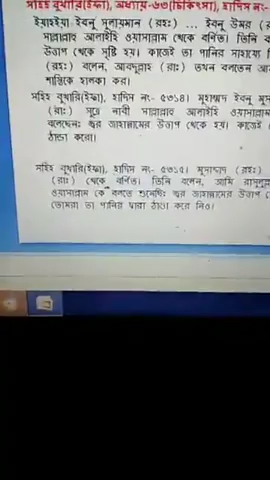 সহিহ বুখারি(ইফা), অধ্যায়-৬৩(চিকিৎসা), হাদিস নং-
ইয়াহইয়া ইবনু সুলায়মান (রহঃ) ... ইবনু উমর
সাল্লাল্লাহু আলাইহি ওয়াসাল্লাম থেকে বর্ণিত। তিনি
উত্তাপ থেকে সৃষ্টি হয়। কাজেই তা পানির সাহায্যে
(রহঃ) বলেন, আবদুল্লাহ (রাঃ) তখন বলতেন
শাস্তিকে হালকা কর।
সহিহ বুখারি(ইফা), হাদিস নং- ৫৩১৪। মুহাম্মাদ ইবনু
(রাঃ) সূত্রে নাবী সাল্লাল্লাহু আলাইহি ওয়াসাল্লাম
বলেছেনঃ জ্বর জাহান্নামের উত্তাপ থেকে হয়। কাজেই
ঠান্ডা করো।
সহিহ বুখারি(ইফা), হাদিস নং- ৫৩১৫। মুসাদ্দাদ (রহঃ)
(রাঃ) থেকে বর্ণিত। তিনি বলেন, আমি
ওয়াসাল্লাম কে বলতে শুনেছিঃ জ্বর জাহান্নামের উত্তাপ
তোমরা তা পানির দ্বারা ঠান্ডা করে নিও।